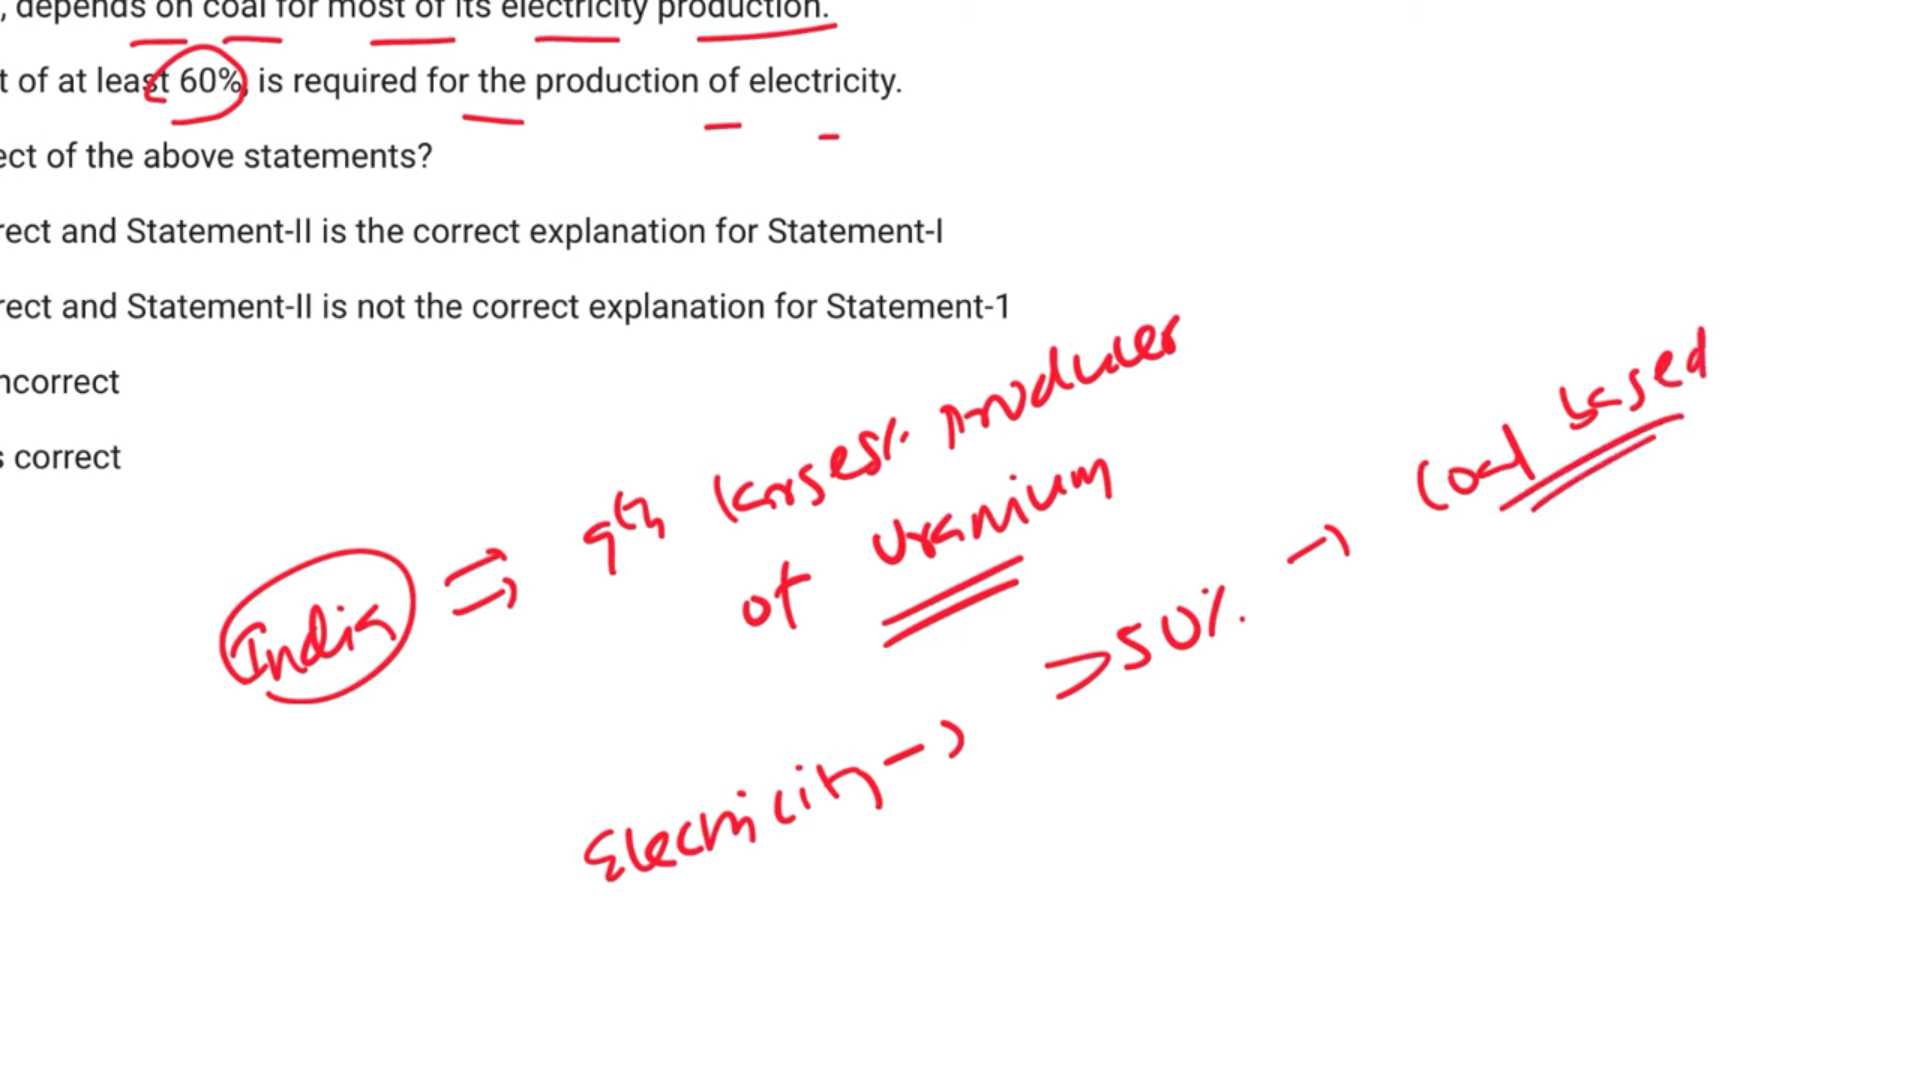 , depends on coal for most of its electricity production.
t of at least 60%, is required for the production of electricity.
ect of the above statements?
rect and Statement-II is the correct explanation for Statement-I
rect and Statement-II is not the correct explanation for Statement-1
ncorrect
s correct
India ⇒ 9th largest producer
of uranium
Electricity → >50% → Coal based